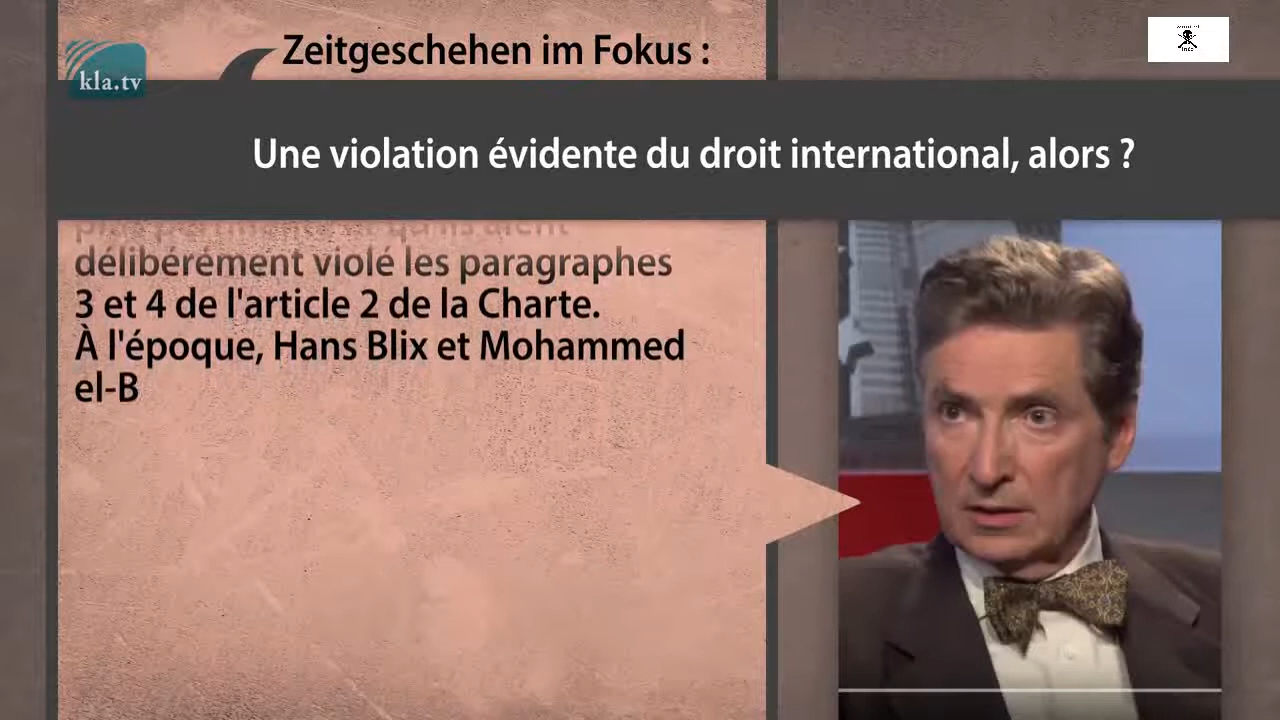 Zeitgeschehen im Fokus :
kla.tv
Une violation évidente du droit international, alors ?
délibérément violé les paragraphes
3 et 4 de l'article 2 de la Charte.
À l'époque, Hans Blix et Mohammed
el-B